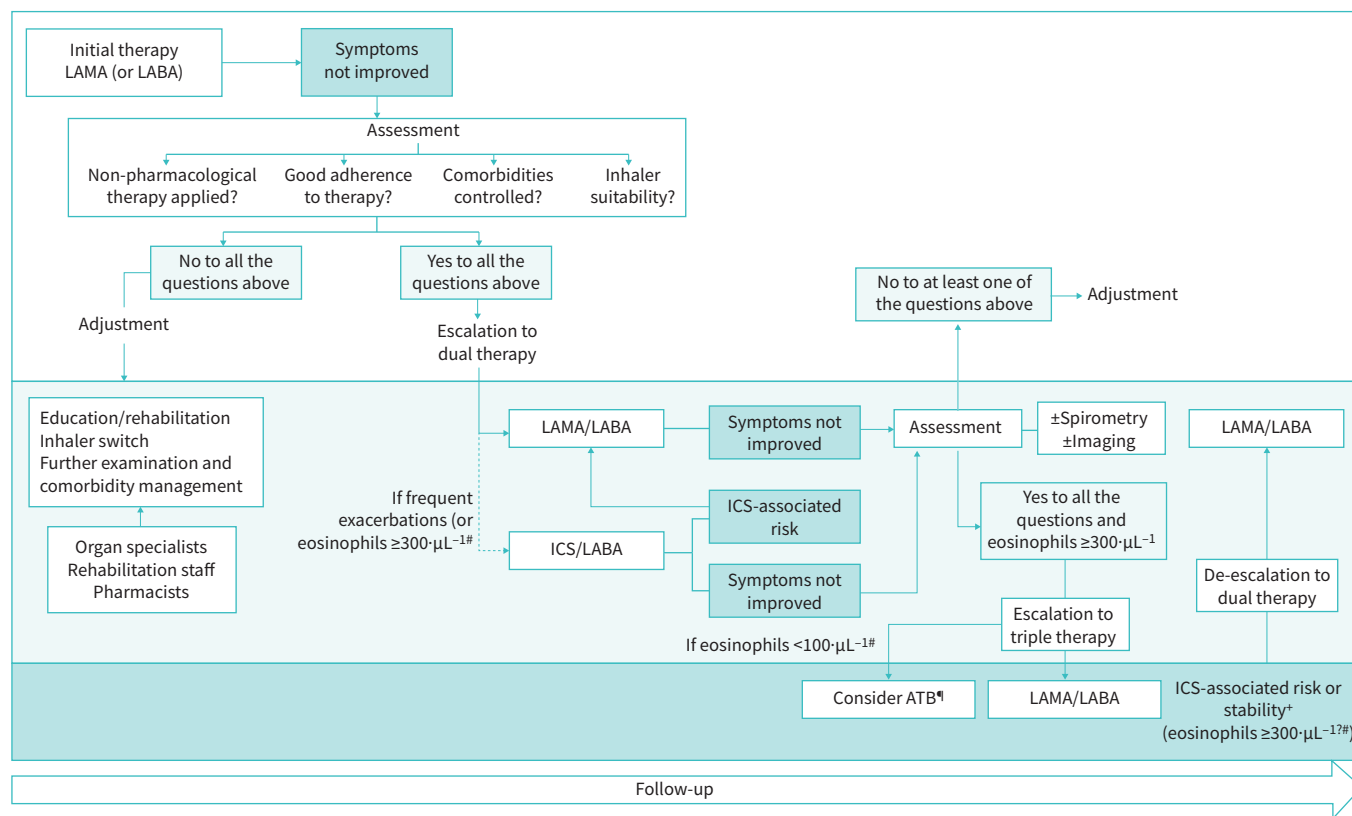 Initial therapy
LAMA (or LABA)
Symptoms
not improved
Assessment
Non-pharmacological
therapy applied?
Good adherence
to therapy?
Comorbidities
controlled?
Inhaler
suitability?
No to all the
questions above
Yes to all the
questions above
Adjustment
Escalation to
dual therapy
No to at least one of
the questions above
Adjustment
Education/rehabilitation
Inhaler switch
Further examination and
comorbidity management
Organ specialists
Rehabilitation staff
Pharmacists
If frequent
exacerbations (or
eosinophils ≥300·µL⁻¹#
LAMA/LABA
ICS/LABA
Symptoms not
improved
ICS-associated
risk
Symptoms not
improved
Assessment
±Spirometry
±Imaging
Yes to all the
questions and
eosinophils ≥300·µL⁻¹
Escalation to
triple therapy
If eosinophils <100·µL⁻¹#
Consider ATB¶
LAMA/LABA
LAMA/LABA
De-escalation to
dual therapy
ICS-associated risk or
stability⁺
(eosinophils ≥300·µL⁻¹?#)
Follow-up